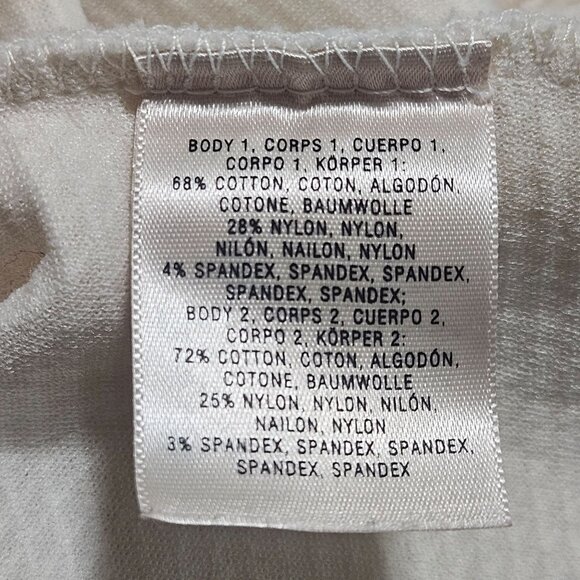 BODY 1, CORPS 1, CUERPO 1,
CORPO 1, KÖRPER 1:
68% COTTON, COTON, ALGODÓN,
COTONE, BAUMWOLLE
28% NYLON, NYLON,
NILÓN, NAILON, NYLON
4% SPANDEX, SPANDEX, SPANDEX,
SPANDEX, SPANDEX;
BODY 2, CORPS 2, CUERPO 2,
CORPO 2, KÖRPER 2:
72% COTTON, COTON, ALGODÓN,
COTONE, BAUMWOLLE
25% NYLON, NYLON, NILÓN,
NAILON, NYLON
3% SPANDEX, SPANDEX, SPANDEX,
SPANDEX, SPANDEX